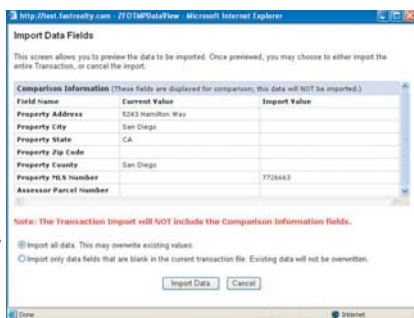 http://test.fastrealty.com - ZFOTMPDataView - Microsoft Internet Explorer
Import Data Fields
This screen allows you to preview the data to be imported. Once previewed, you may choose to either import the
entire Transaction, or cancel the import.
Comparison Information (These fields are displayed for comparison; this data will NOT be imported.)
Field Name Current Value Import Value
Property Address 5243 Hamilton Way
Property City San Diego
Property State CA
Property Zip Code
Property County San Diego
Property MLS Number 7726643
Assessor Parcel Number
Note: The Transaction Import will NOT include the Comparison Information fields.
Import all data. This may overwrite existing values.
Import only data fields that are blank in the current transaction file. Existing data will not be overwritten.
Import Data Cancel
Done Internet